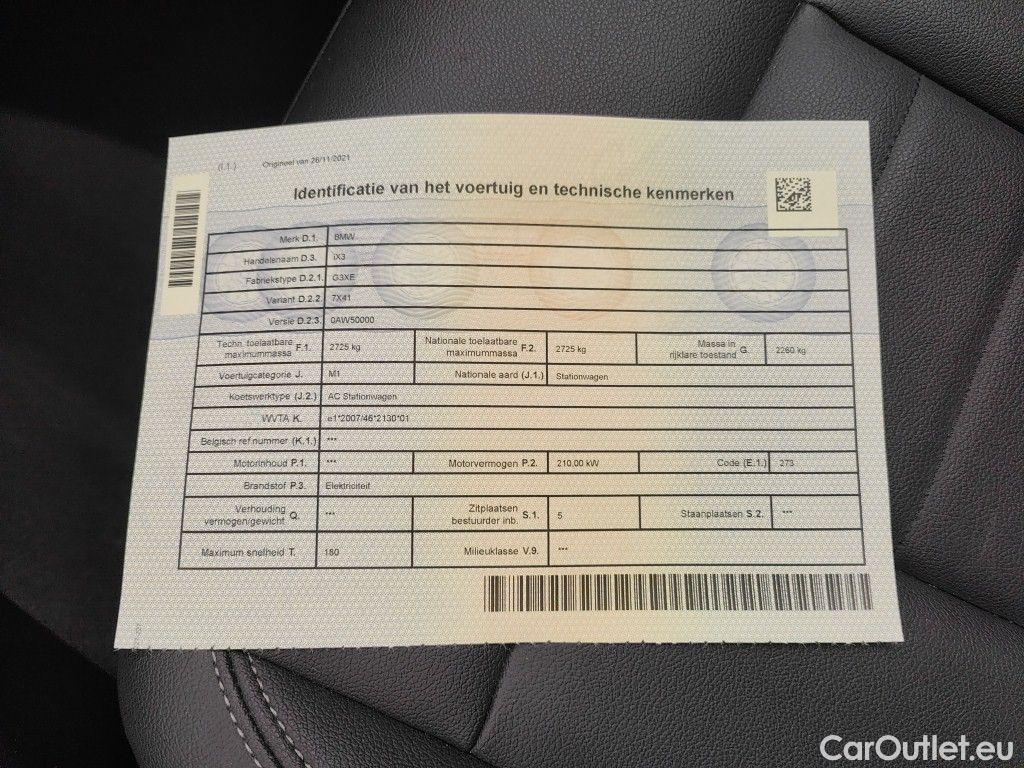 (I.1.) Origineel van 26/11/2021
Identificatie van het voertuig en technische kenmerken
Merk D.1. BMW
Handelsnaam D.3. iX3
Fabriekstype D.2.1. G3XE
Variant D.2.2. 7X41
Versie D.2.3. 0AW50000
Techn. toelaatbare maximummassa F.1. 2725 kg Nationale toelaatbare maximummassa F.2. 2725 kg Massa in rijklare toestand G. 2260 kg
Voertuigcategorie J. M1 Nationale aard (J.1.) Stationwagen
Koetswerktype (J.2.) AC Stationwagen
WVTA K. e1*2007/46*2130*01
Belgisch ref.nummer (K.1.) ***
Motorinhoud P.1. *** Motorvermogen P.2. 210,00 kW Code (E.1.) 273
Brandstof P.3. Elektriciteit
Verhouding vermogen/gewicht Q. *** Zitplaatsen bestuurder inb. S.1. 5 Staanplaatsen S.2. ***
Maximum snelheid T. 180 Milieuklasse V.9. ***
CarOutlet.eu